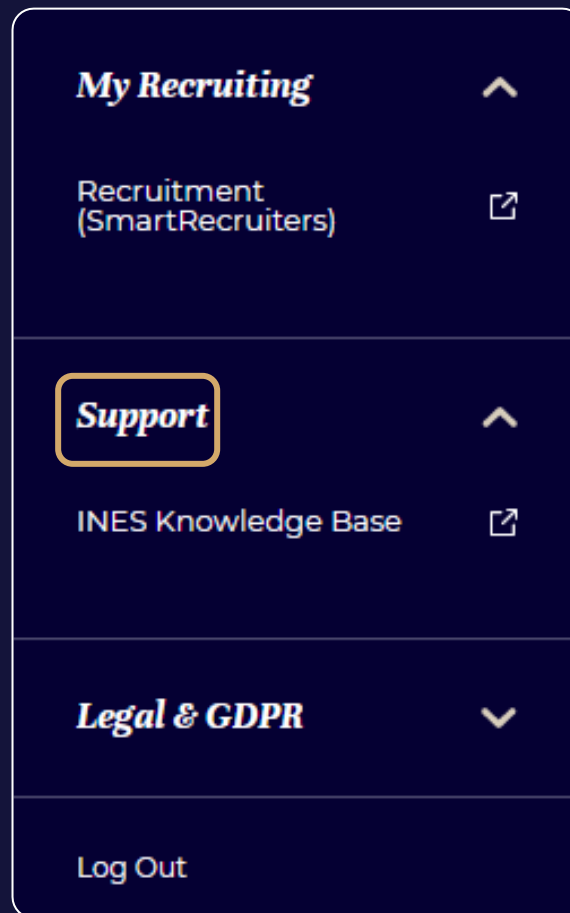 My Recruiting
Recruitment
(SmartRecruiters)
Support
INES Knowledge Base
Legal & GDPR
Log Out